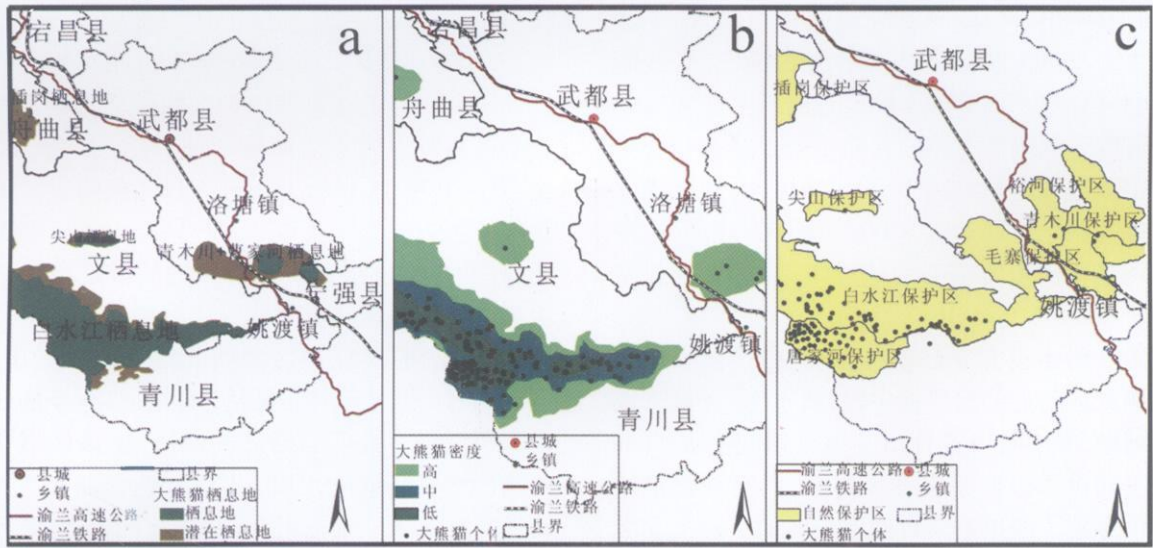 a
宕昌县
插岗栖息地
舟曲县
武都县
洛塘镇
尖山栖息地
文县
宁强县
白水江栖息地
姚渡镇
青川县
县城
乡镇
渝兰高速公路
渝兰铁路
县界
大熊猫栖息地
栖息地
潜在栖息地
b
宕昌县
舟曲县
武都县
洛塘镇
文县
姚渡镇
青川县
大熊猫密度
高
中
低
大熊猫个体
县城
乡镇
渝兰高速公路
渝兰铁路
县界
c
武都县
插岗保护区
尖山保护区
裕河保护区
青木川保护区
毛寨保护区
白水江保护区
姚渡镇
唐家河保护区
渝兰高速公路
渝兰铁路
自然保护区
大熊猫个体
县城
乡镇
县界